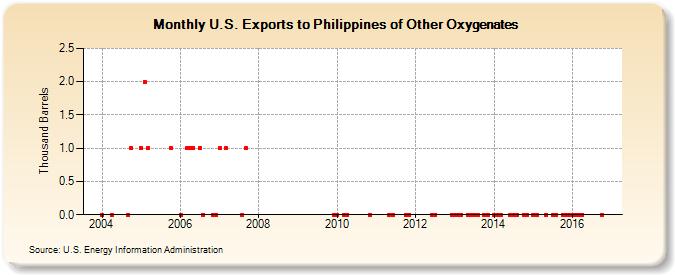 Monthly U.S. Exports to Philippines of Other Oxygenates
Thousand Barrels
2.5
2.0
1.5
1.0
0.5
0.0
2004 2006 2008 2010 2012 2014 2016
Source: U.S. Energy Information Administration